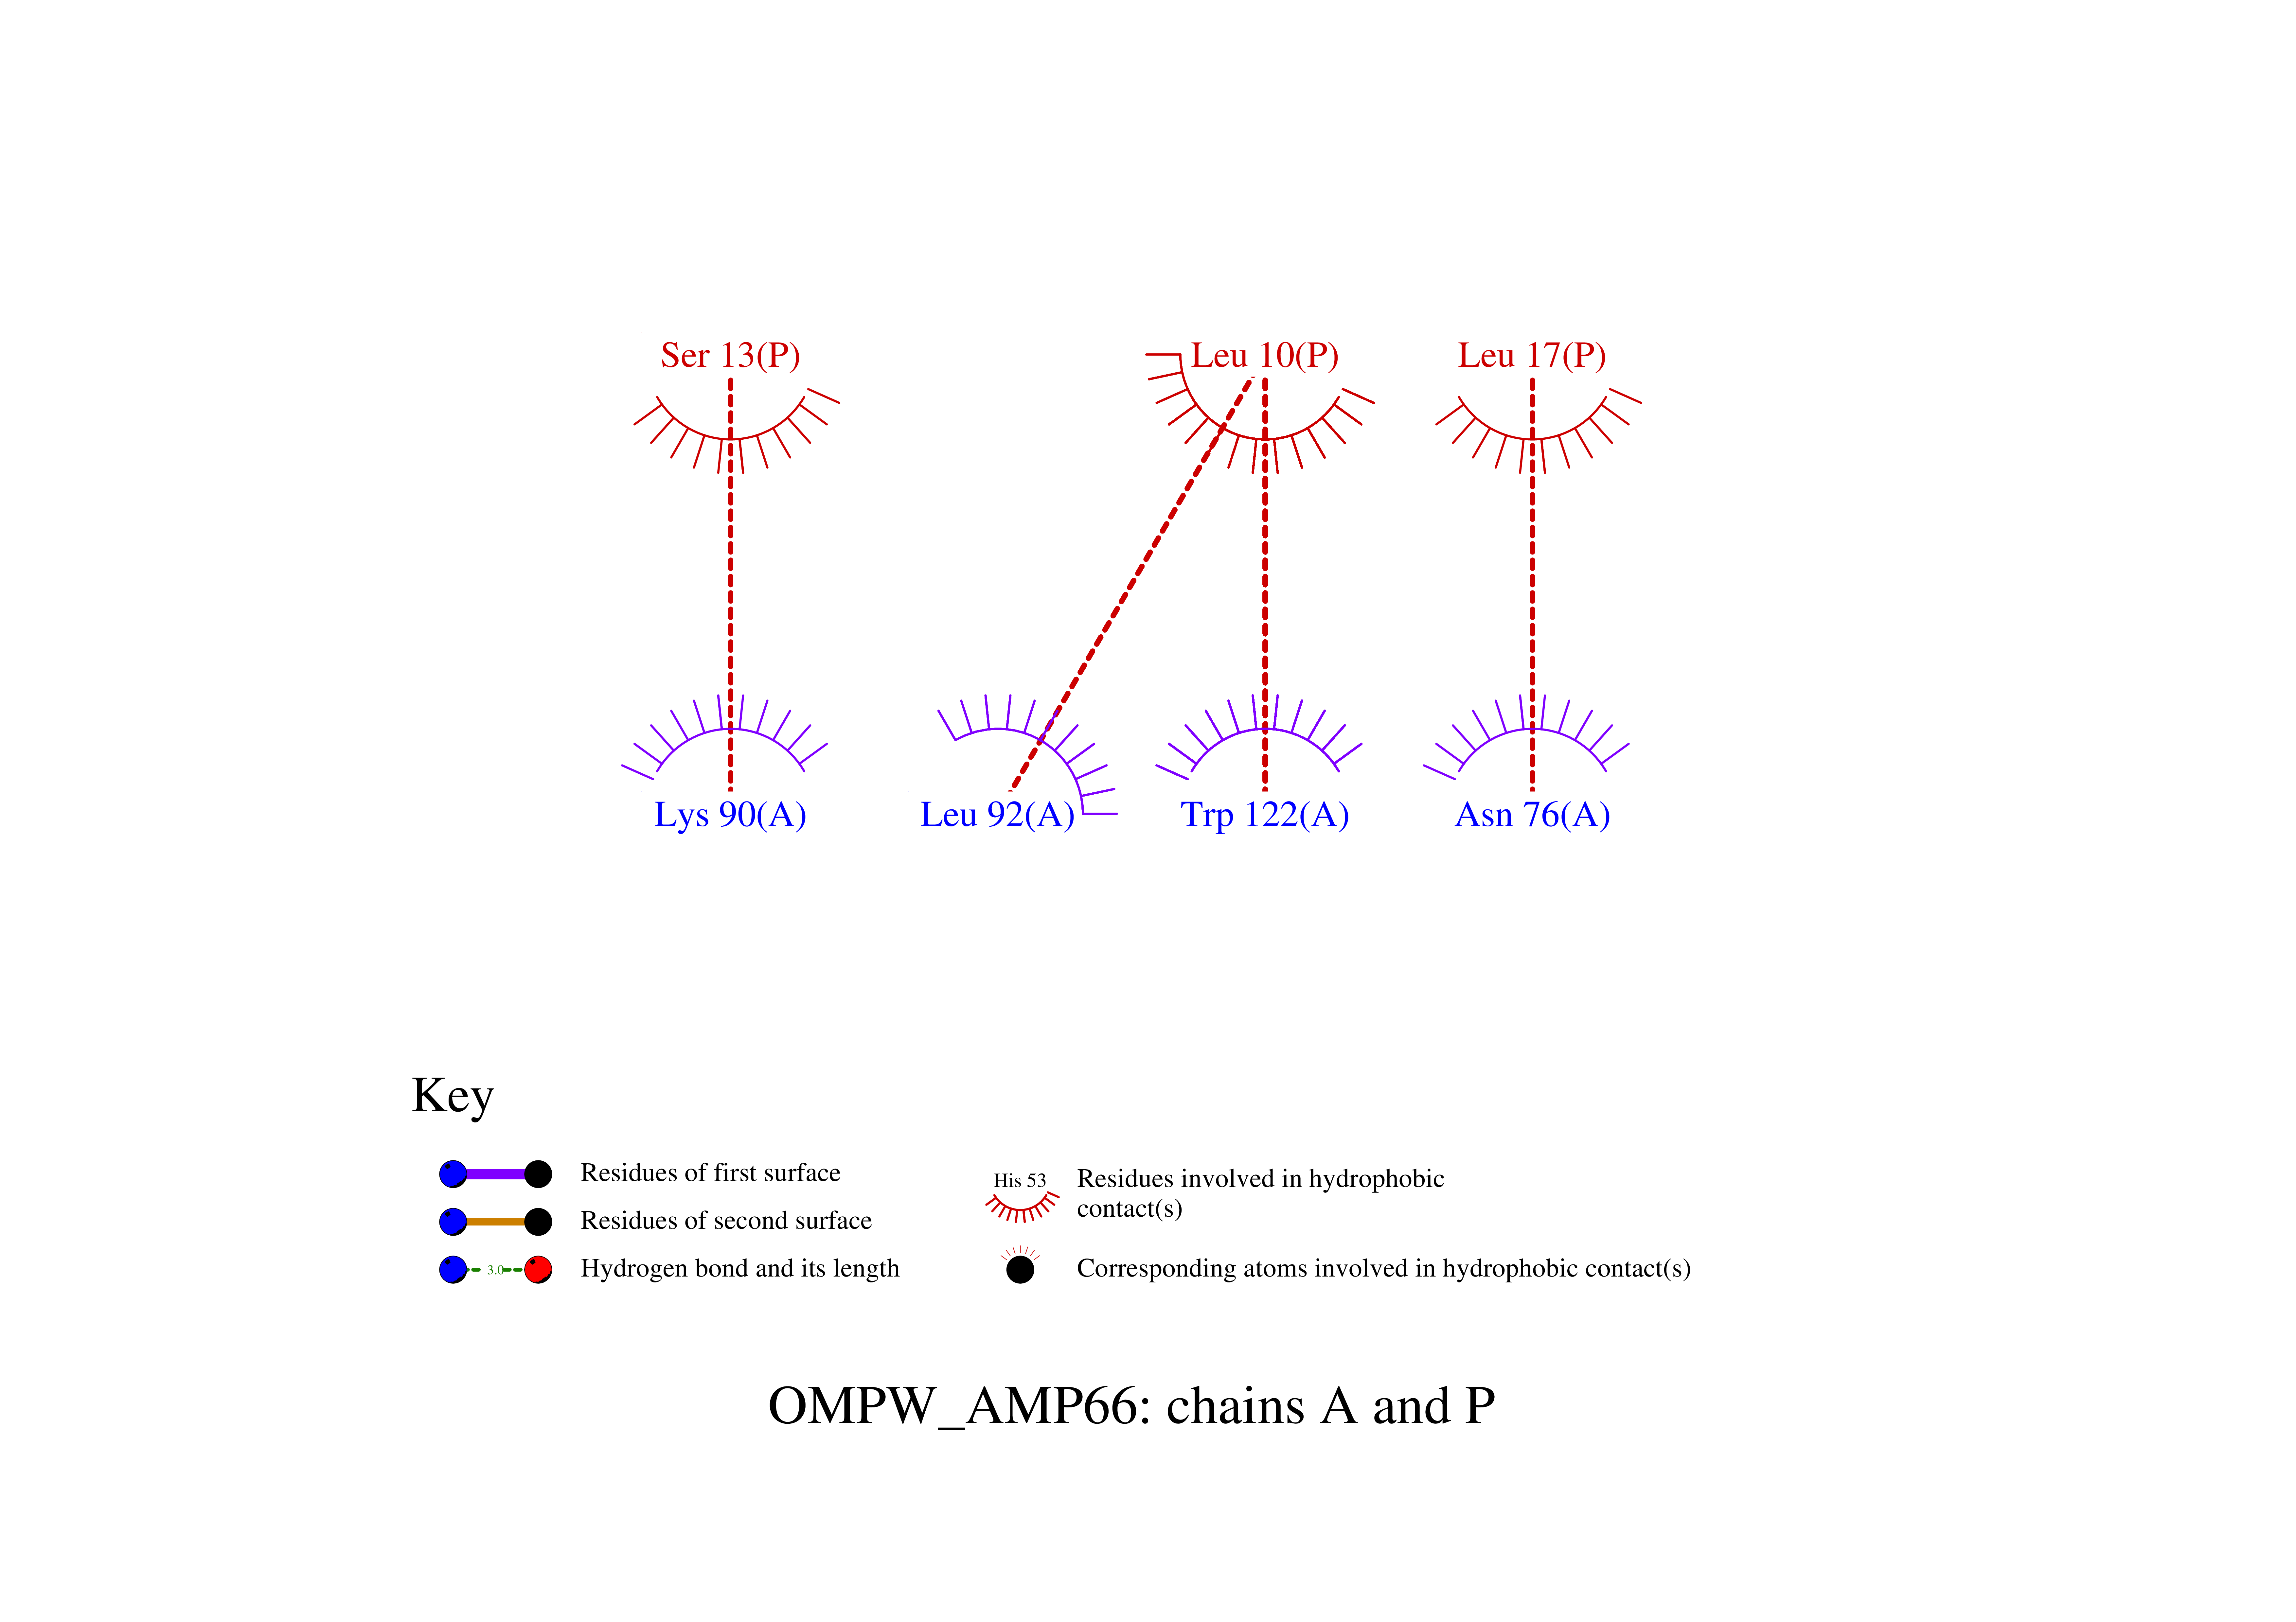 Ser 13(P) Leu 10(P) Leu 17(P)
Lys 90(A) Leu 92(A) Trp 122(A) Asn 76(A)
Key
Residues of first surface
Residues of second surface
3.0 Hydrogen bond and its length
His 53 Residues involved in hydrophobic
contact(s)
Corresponding atoms involved in hydrophobic contact(s)
OMPW_AMP66: chains A and P